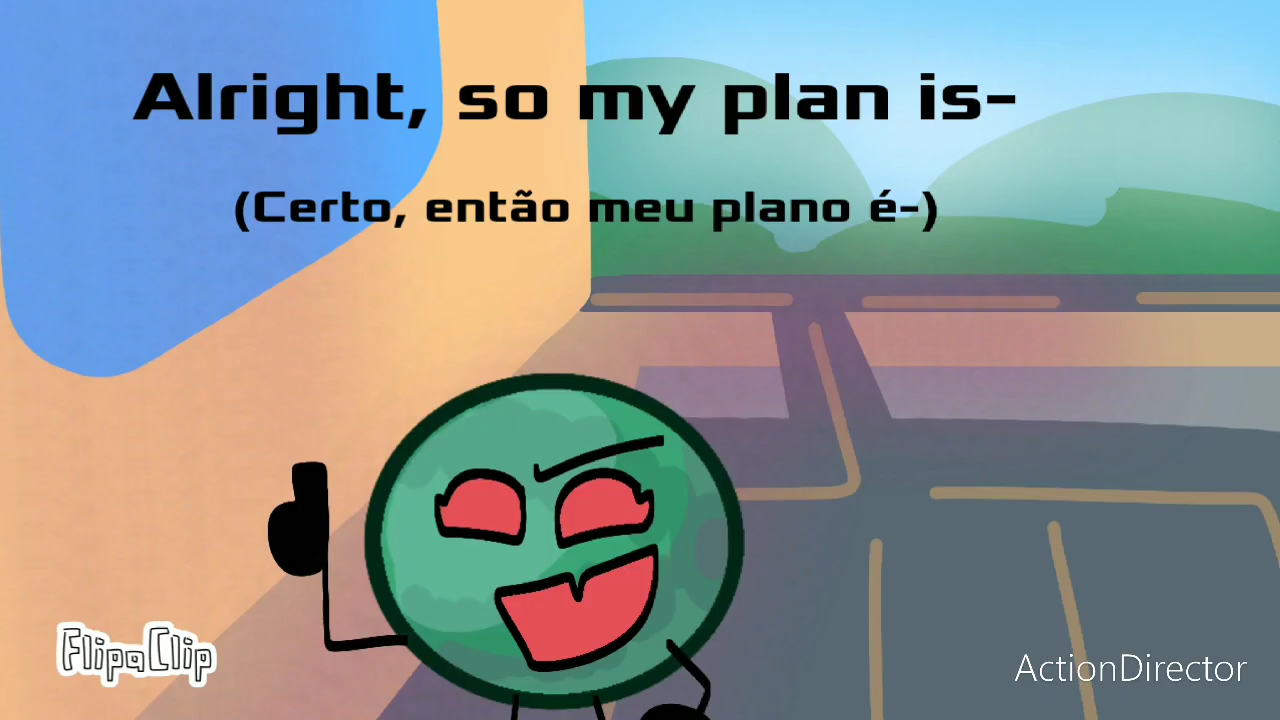 Alright, so my plan is-
(Certo, então meu plano é-)
FlipaClip
ActionDirector